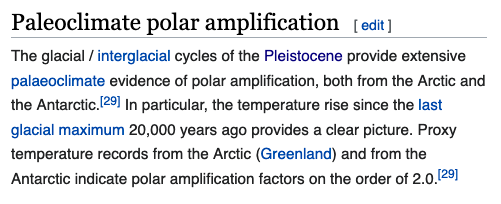 Paleoclimate polar amplification [ edit ]
The glacial / interglacial cycles of the Pleistocene provide extensive
palaeoclimate evidence of polar amplification, both from the Arctic and
the Antarctic.[29] In particular, the temperature rise since the last
glacial maximum 20,000 years ago provides a clear picture. Proxy
temperature records from the Arctic (Greenland) and from the
Antarctic indicate polar amplification factors on the order of 2.0.[29]